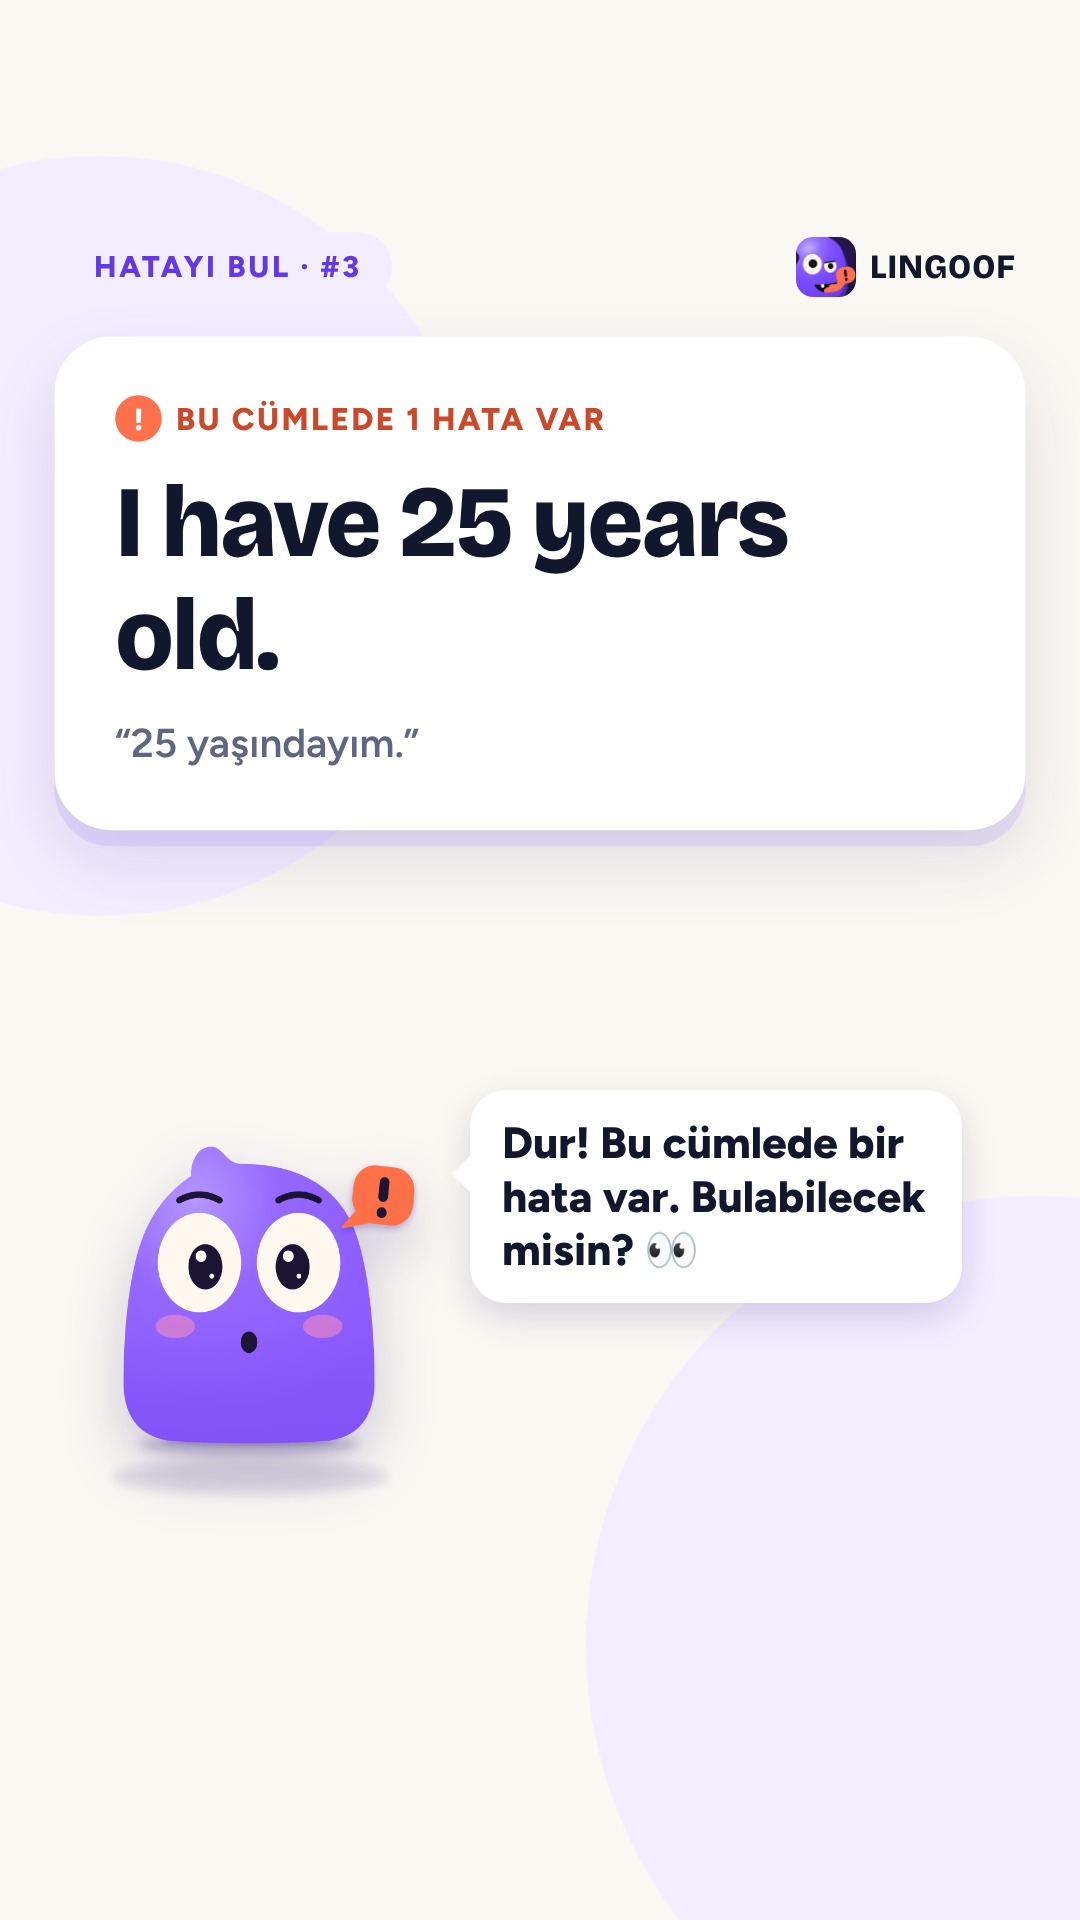 HATAYI BUL · #3
LINGOOF
! BU CÜMLEDE 1 HATA VAR
I have 25 years
old.
“25 yaşındayım.”
!
Dur! Bu cümlede bir
hata var. Bulabilecek
misin? 👀